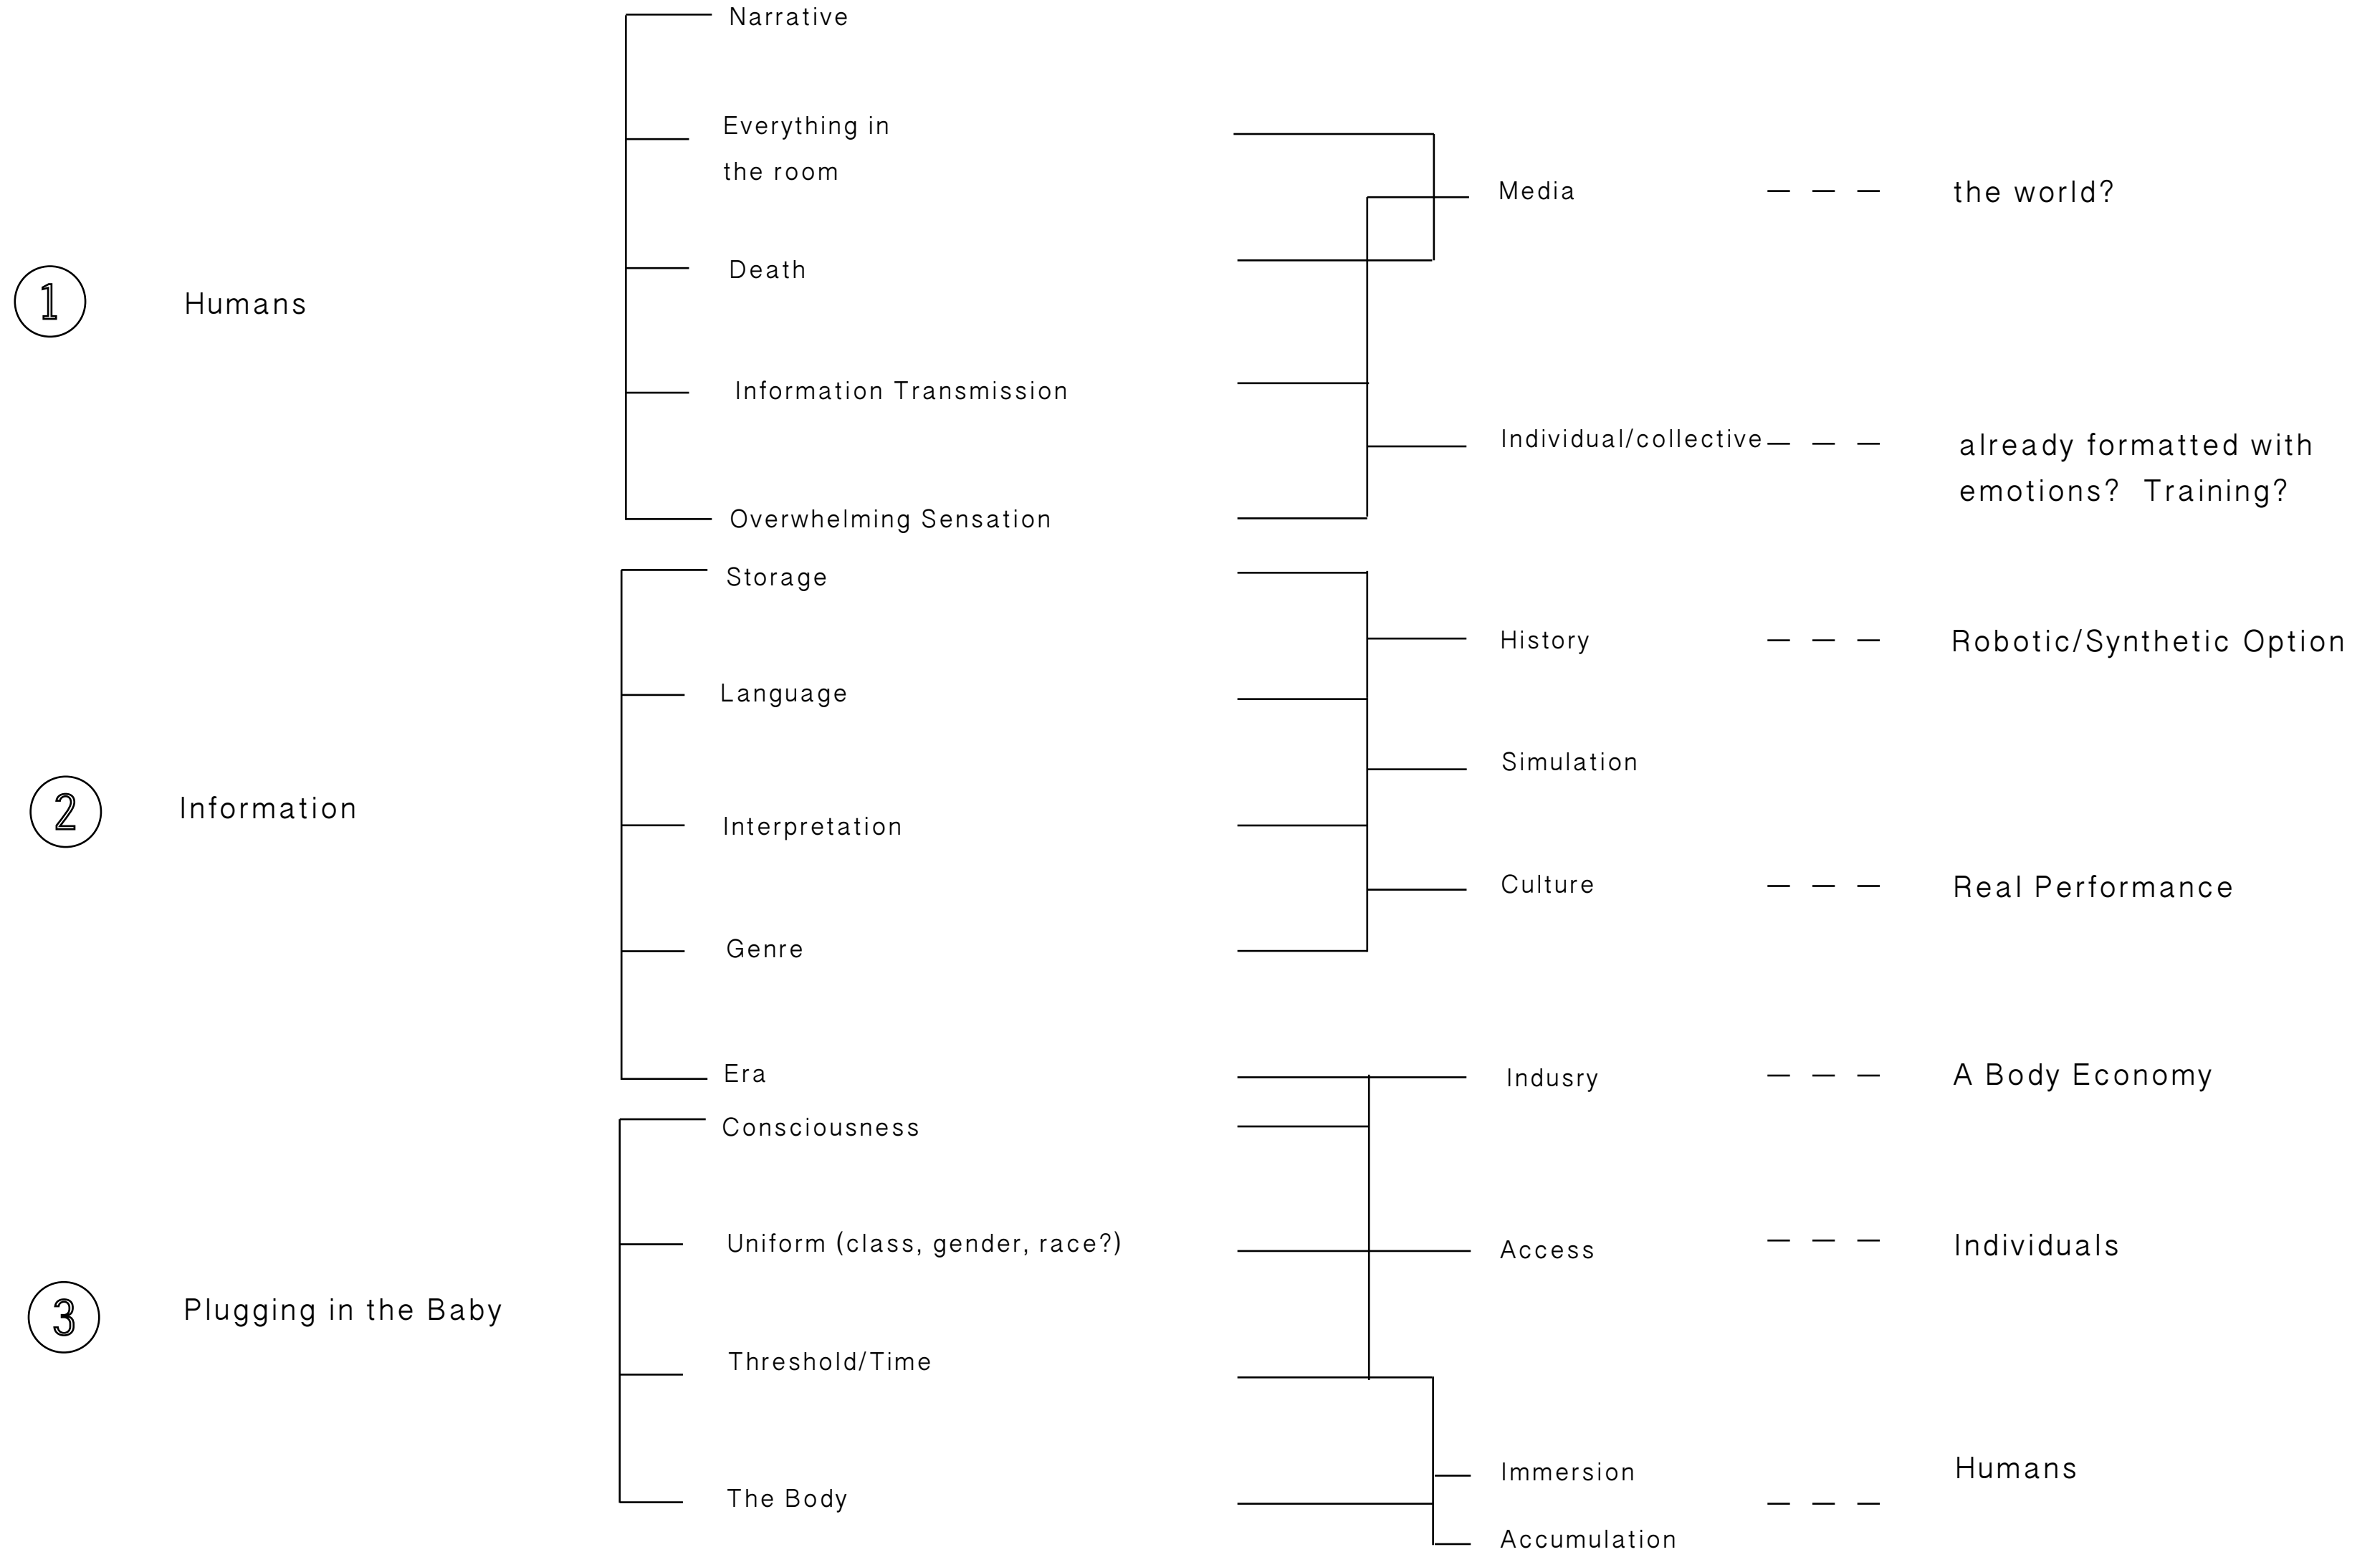 Narrative
Everything in
the room
Death
Information Transmission
Overwhelming Sensation
1
Humans
Media
the world?
Individual/collective
already formatted with
emotions? Training?
Storage
Language
Interpretation
Genre
Era
2
Information
History
Robotic/Synthetic Option
Simulation
Culture
Real Performance
Indusry
A Body Economy
Consciousness
Uniform (class, gender, race?)
Threshold/Time
The Body
3
Plugging in the Baby
Access
Individuals
Immersion
Humans
Accumulation